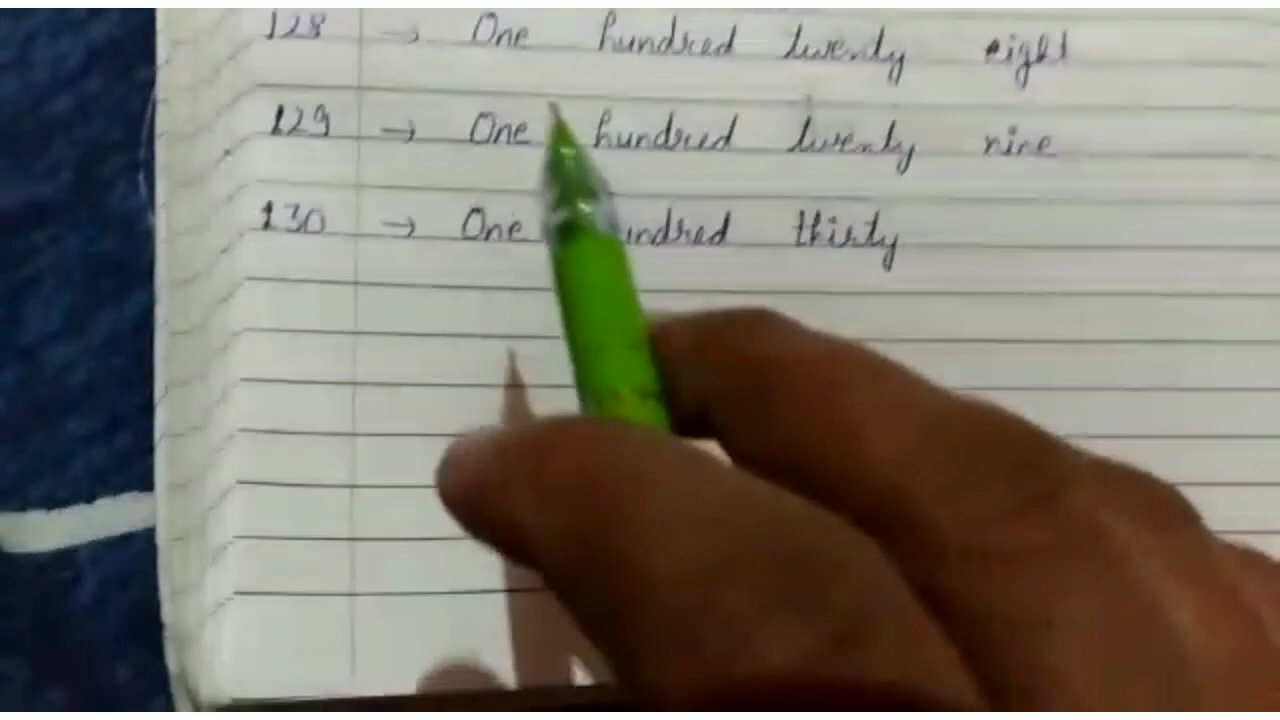 128 → One hundred twenty eight
129 → One hundred twenty nine
130 → One hundred thirty